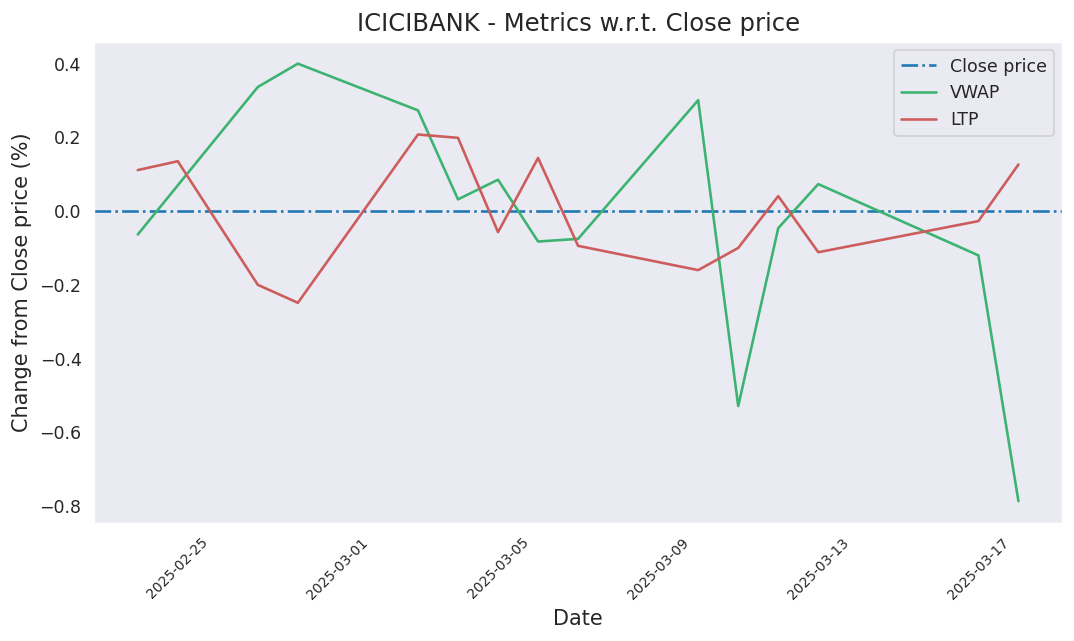 ICICIBANK - Metrics w.r.t. Close price
Close price
VWAP
LTP
Change from Close price (%)
0.4
0.2
0.0
−0.2
−0.4
−0.6
−0.8
2025-02-25
2025-03-01
2025-03-05
2025-03-09
2025-03-13
2025-03-17
Date